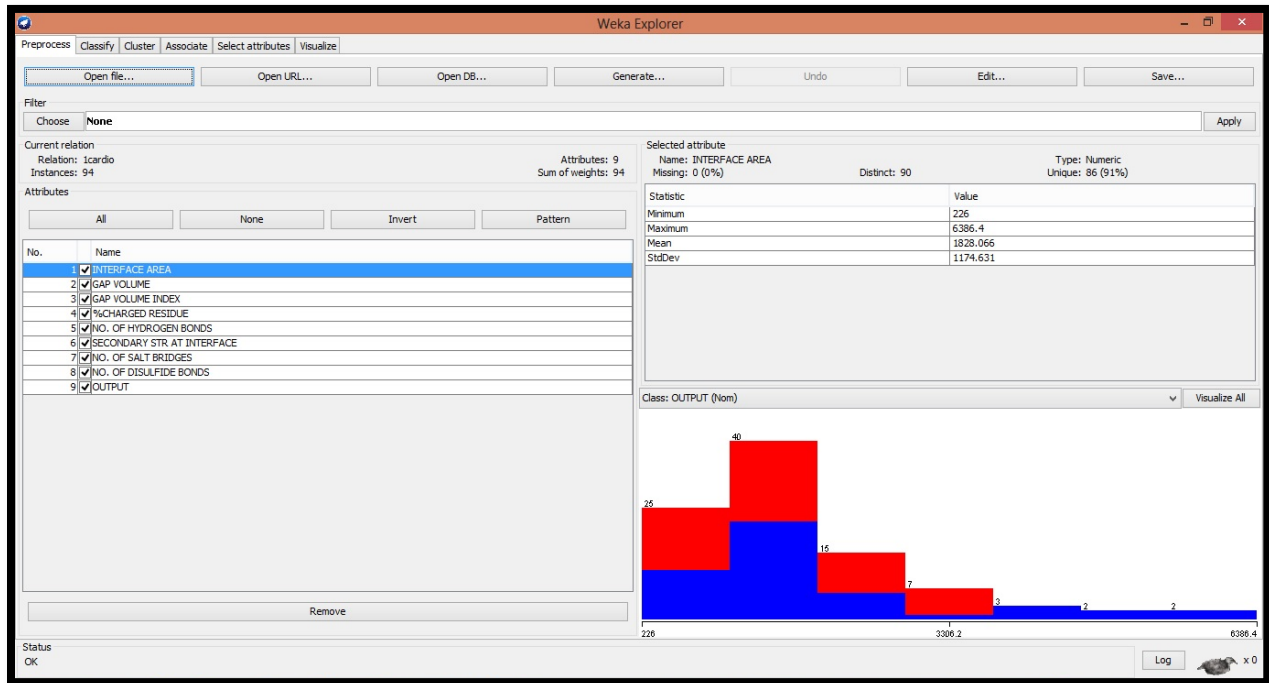 Weka Explorer
Preprocess Classify Cluster Associate Select attributes Visualize
Open file... Open URL... Open DB... Generate... Undo Edit... Save...
Filter
Choose None Apply
Current relation
Relation: 1cardio Attributes: 9
Instances: 94 Sum of weights: 94
Attributes
All None Invert Pattern
No. Name
1 INTERFACE AREA
2 GAP VOLUME
3 GAP VOLUME INDEX
4 %CHARGED RESIDUE
5 NO. OF HYDROGEN BONDS
6 SECONDARY STR AT INTERFACE
7 NO. OF SALT BRIDGES
8 NO. OF DISULFIDE BONDS
9 OUTPUT
Remove
Selected attribute
Name: INTERFACE AREA Type: Numeric
Missing: 0 (0%) Distinct: 90 Unique: 86 (91%)
Statistic Value
Minimum 226
Maximum 6386.4
Mean 1828.066
StdDev 1174.631
Class: OUTPUT (Nom) Visualize All
40
25
15
7
3 2 2
226 3306.2 6386.4
Status
OK Log x 0